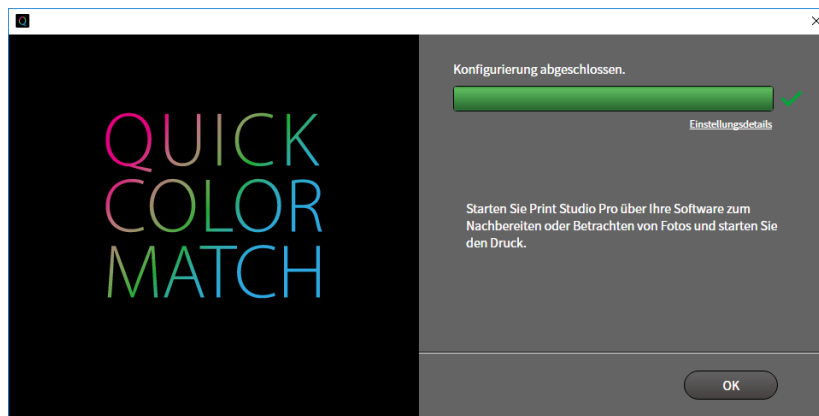 Q
QUICK
COLOR
MATCH
Konfigurierung abgeschlossen.
Einstellungsdetails
Starten Sie Print Studio Pro über Ihre Software zum
Nachbereiten oder Betrachten von Fotos und starten Sie
den Druck.
OK